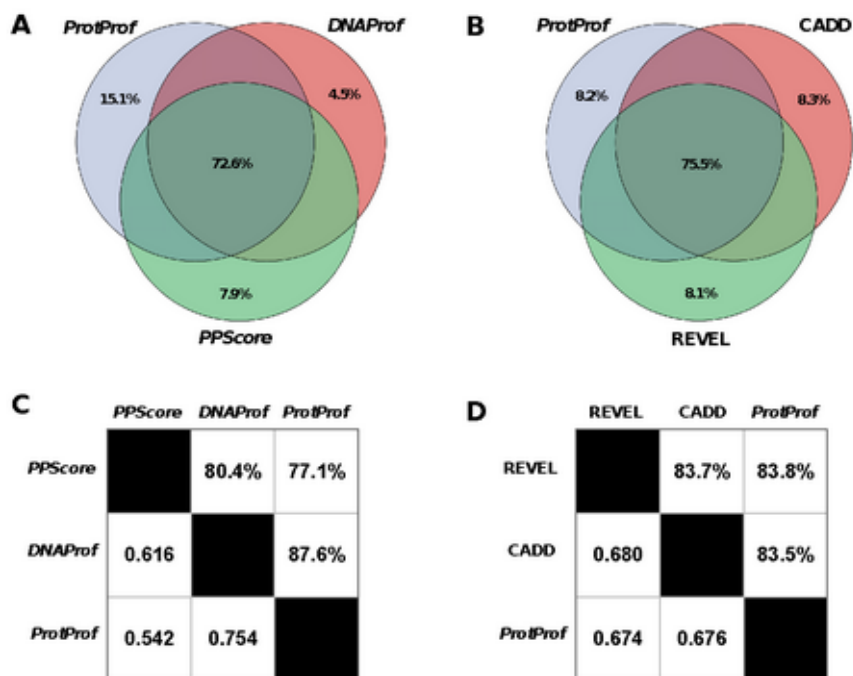 A
ProtProf
DNAProf
15.1%
4.5%
72.6%
7.9%
PPScore
B
ProtProf
CADD
8.2%
8.3%
75.5%
8.1%
REVEL
C
PPScore DNAProf ProtProf
PPScore 80.4% 77.1%
DNAProf 0.616 87.6%
ProtProf 0.542 0.754
D
REVEL CADD ProtProf
REVEL 83.7% 83.8%
CADD 0.680 83.5%
ProtProf 0.674 0.676